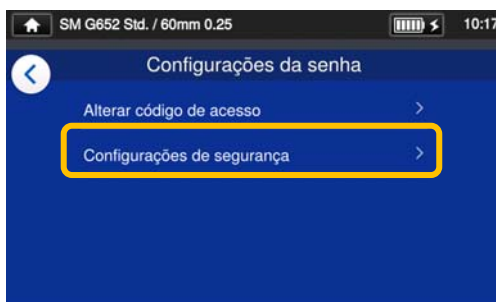 SM G652 Std. / 60mm 0.25
10:17
Configurações da senha
Alterar código de acesso
Configurações de segurança